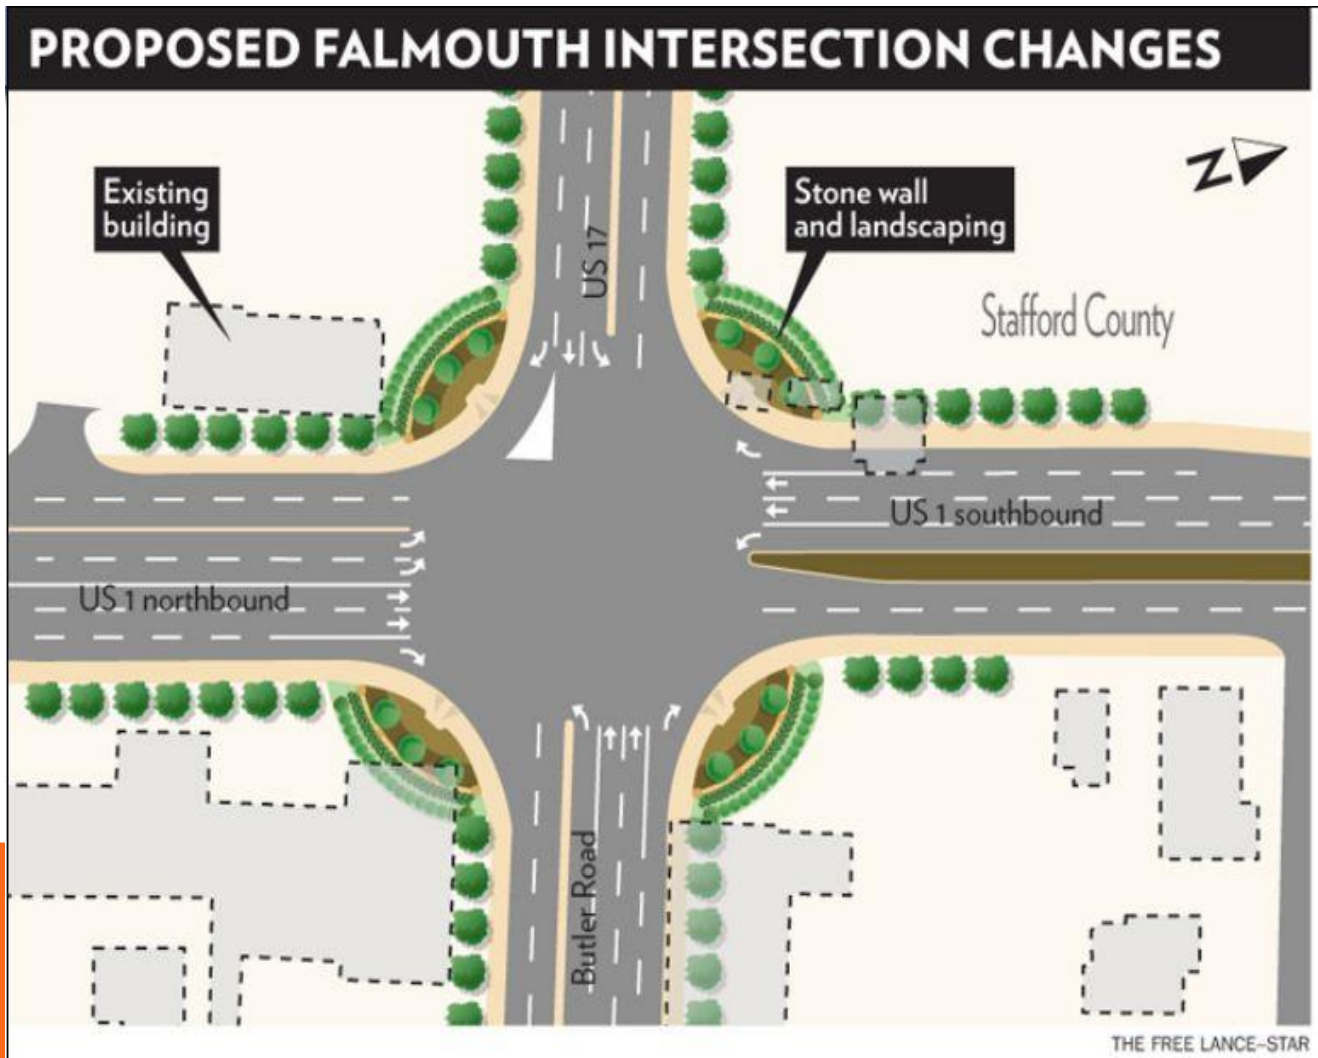 PROPOSED FALMOUTH INTERSECTION CHANGES
Existing
building
Stone wall
and landscaping
N
US 17
Stafford County
US 1 southbound
US 1 northbound
Butler Road
THE FREE LANCE–STAR